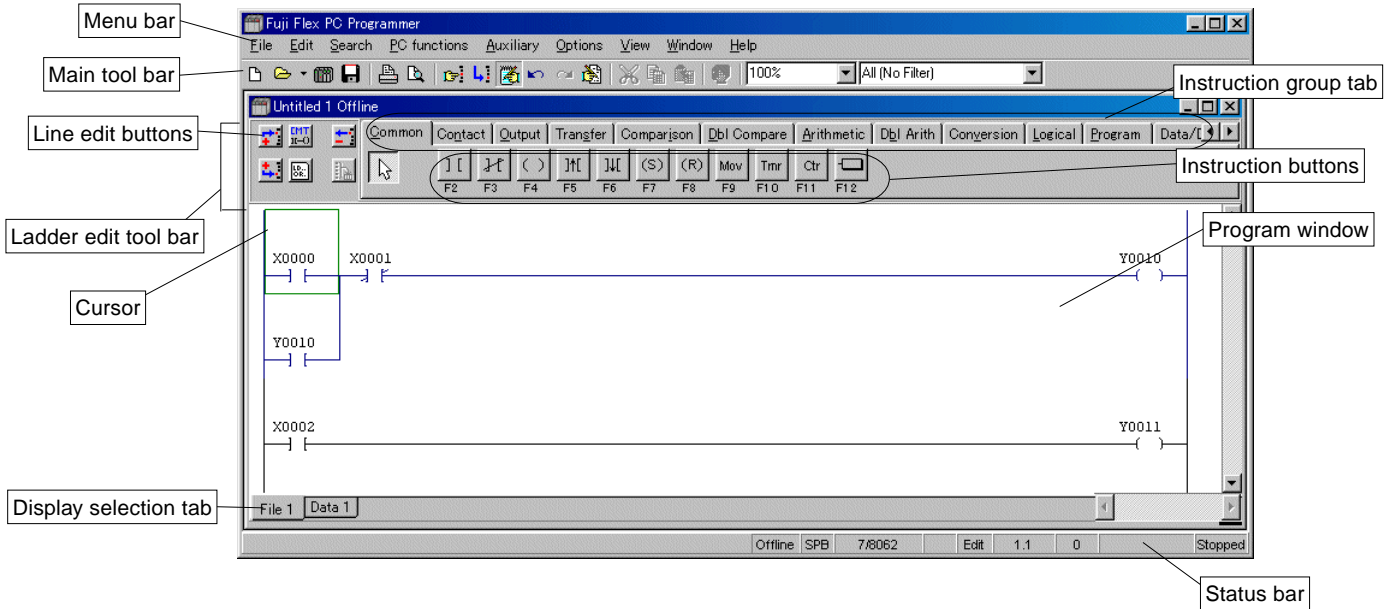 Menu bar
Main tool bar
Line edit buttons
Ladder edit tool bar
Cursor
Display selection tab
Instruction group tab
Instruction buttons
Program window
Status bar
Fuji Flex PC Programmer
File Edit Search PC functions Auxiliary Options View Window Help
100% All (No Filter)
Untitled 1 Offline
CMT
LD..
OR..
Common Contact Output Transfer Comparison Dbl Compare Arithmetic Dbl Arith Conversion Logical Program
(S) (R) Mov Tmr Ctr
F2 F3 F4 F5 F6 F7 F8 F9 F10 F11 F12
X0000 X0001 Y0010
Y0010
X0002 Y0011
File 1 Data 1
Offline SPB 7/8062 Edit 1.1 0 Stopped